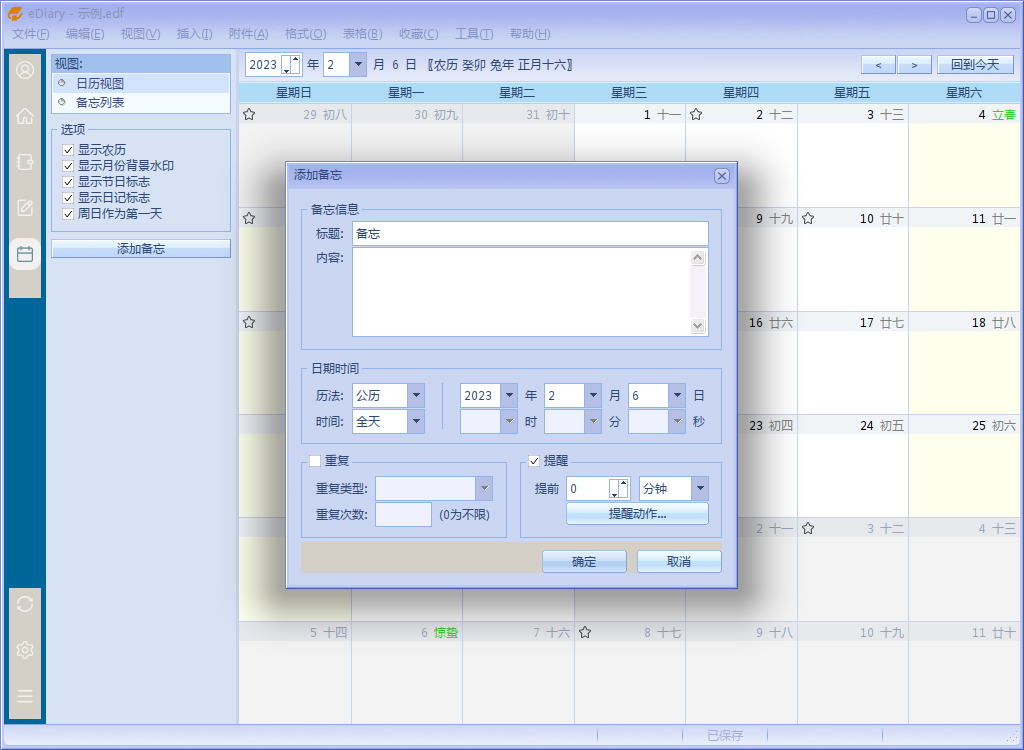 eDiary - 示例.edf
文件(F) 编辑(E) 视图(V) 插入(I) 附件(A) 格式(O) 表格(B) 收藏(C) 工具(T) 帮助(H)
视图:
日历视图
备忘列表
选项
显示农历
显示月份背景水印
显示节日标志
显示日记标志
周日作为第一天
添加备忘
2023 年 2 月 6 日 〖农历 癸卯 兔年 正月十六〗 < > 回到今天
星期日 星期一 星期二 星期三 星期四 星期五 星期六
29 初八 30 初九 31 初十 1 十一 2 十二 3 十三 4 立春
9 十九 10 廿十 11 廿一
16 廿六 17 廿七 18 廿八
23 初四 24 初五 25 初六
2 十一 3 十二 4 十三
5 十四 6 惊蛰 7 十六 8 十七 9 十八 10 十九 11 廿十
添加备忘
备忘信息
标题: 备忘
内容:
日期时间
历法: 公历 2023 年 2 月 6 日
时间: 全天 时 分 秒
重复
重复类型:
重复次数: (0为不限)
提醒
提前 0 分钟
提醒动作...
确定 取消
已保存